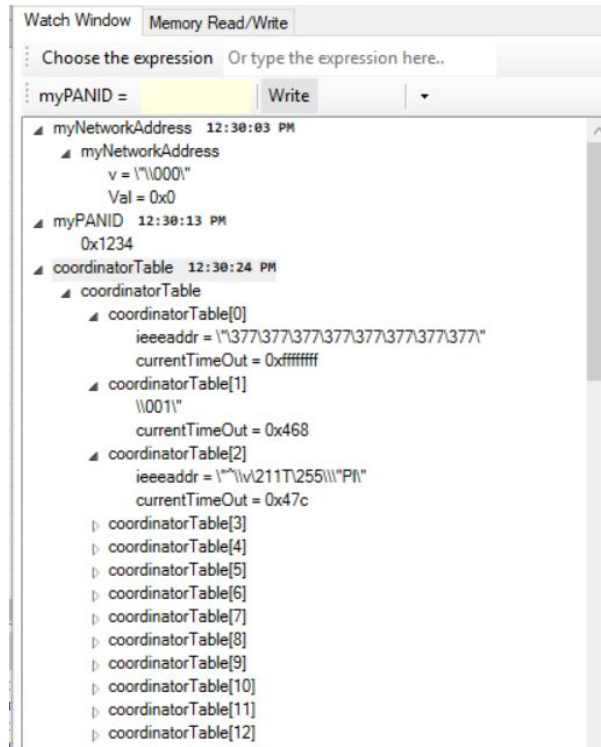 Watch Window Memory Read/Write
Choose the expression Or type the expression here..
myPANID = Write
myNetworkAddress 12:30:03 PM
myNetworkAddress
v = \"\\000\"
Val = 0x0
myPANID 12:30:13 PM
0x1234
coordinatorTable 12:30:24 PM
coordinatorTable
coordinatorTable[0]
ieeeaddr = \"\377\377\377\377\377\377\377\377\"
currentTimeOut = 0xffffffff
coordinatorTable[1]
\\001\"
currentTimeOut = 0x468
coordinatorTable[2]
ieeeaddr = \"^\\v\211T\255\\\"PI\"
currentTimeOut = 0x47c
coordinatorTable[3]
coordinatorTable[4]
coordinatorTable[5]
coordinatorTable[6]
coordinatorTable[7]
coordinatorTable[8]
coordinatorTable[9]
coordinatorTable[10]
coordinatorTable[11]
coordinatorTable[12]